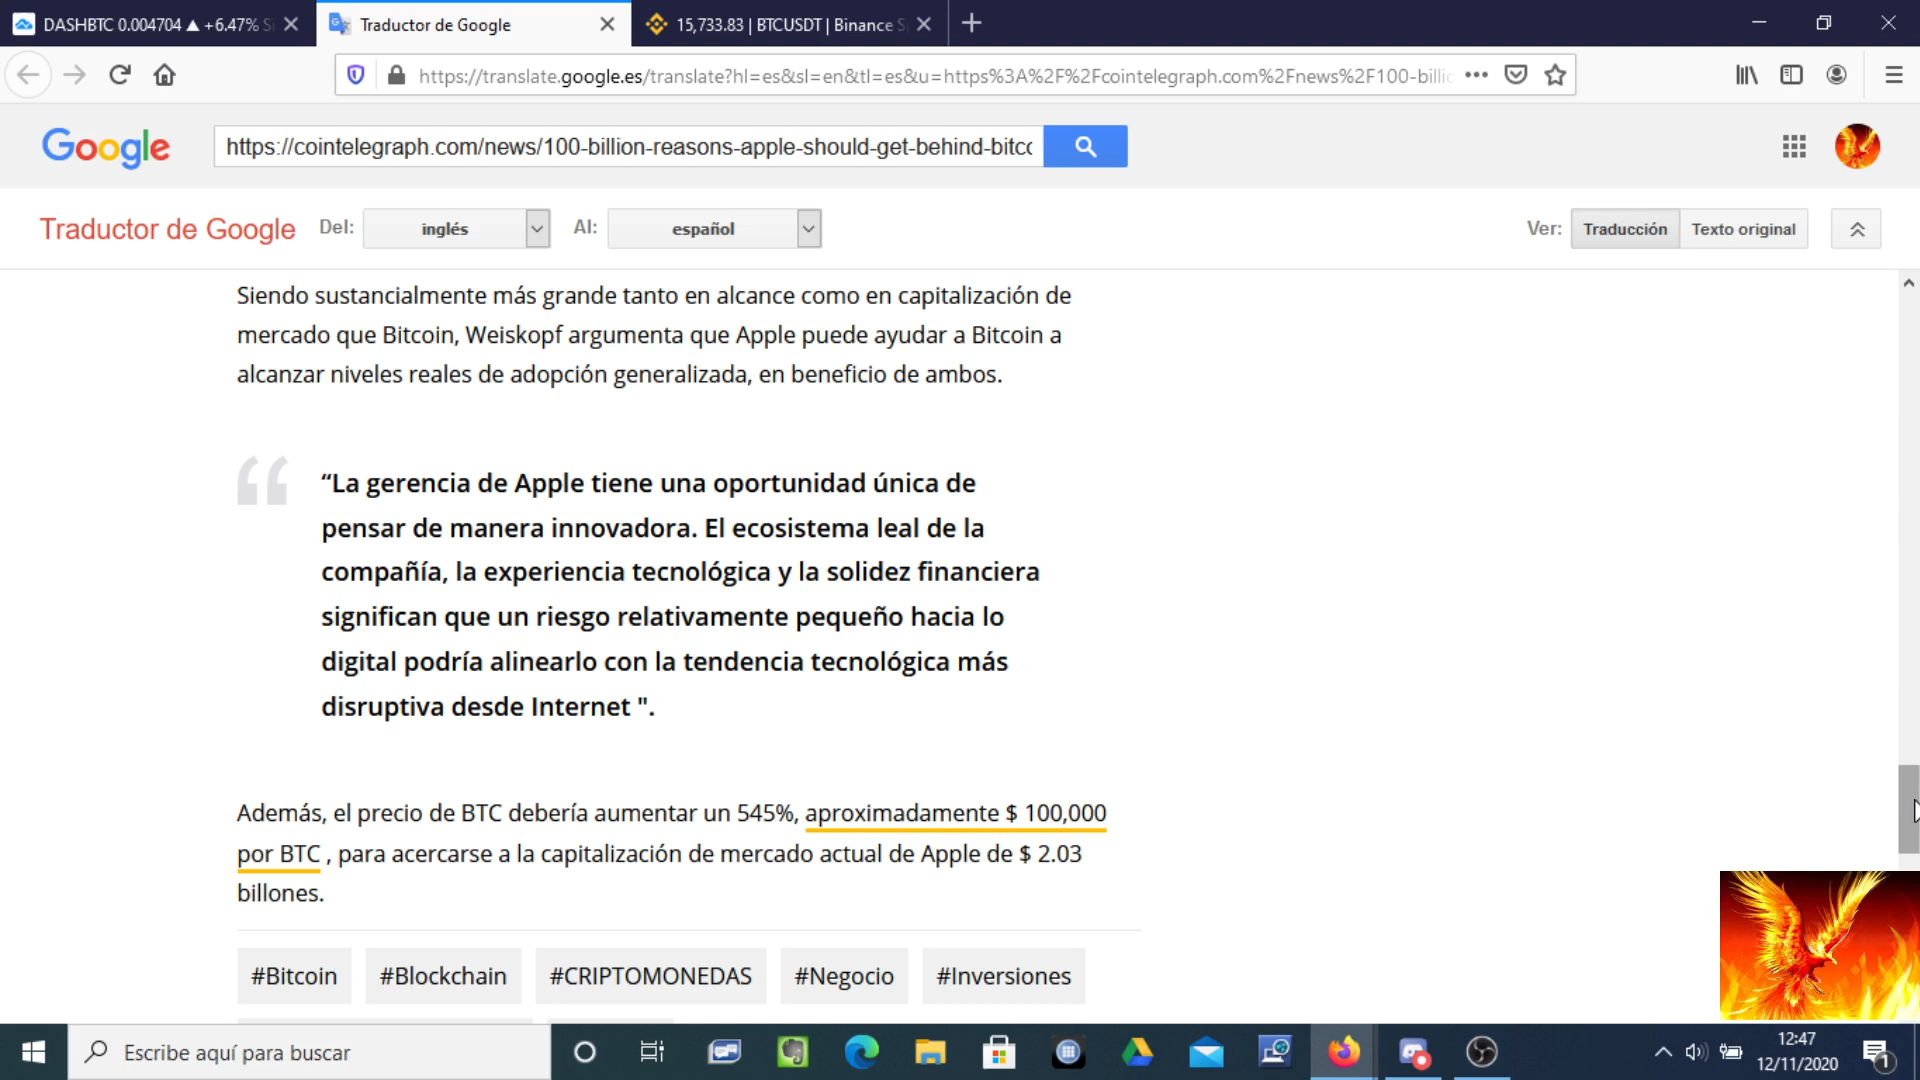 DASHBTC 0.004704 ▲ +6.47%
Traductor de Google
15,733.83 | BTCUSDT | Binance
https://translate.google.es/translate?hl=es&sl=en&tl=es&u=https%3A%2F%2Fcointelegraph.com%2Fnews%2F100-billic
Google
https://cointelegraph.com/news/100-billion-reasons-apple-should-get-behind-bitcc
Traductor de Google
Del: inglés
Al: español
Ver: Traducción Texto original
Siendo sustancialmente más grande tanto en alcance como en capitalización de
mercado que Bitcoin, Weiskopf argumenta que Apple puede ayudar a Bitcoin a
alcanzar niveles reales de adopción generalizada, en beneficio de ambos.
“La gerencia de Apple tiene una oportunidad única de
pensar de manera innovadora. El ecosistema leal de la
compañía, la experiencia tecnológica y la solidez financiera
significan que un riesgo relativamente pequeño hacia lo
digital podría alinearlo con la tendencia tecnológica más
disruptiva desde Internet ".
Además, el precio de BTC debería aumentar un 545%, aproximadamente $ 100,000
por BTC , para acercarse a la capitalización de mercado actual de Apple de $ 2.03
billones.
#Bitcoin #Blockchain #CRIPTOMONEDAS #Negocio #Inversiones
Escribe aquí para buscar
12:47
12/11/2020
1